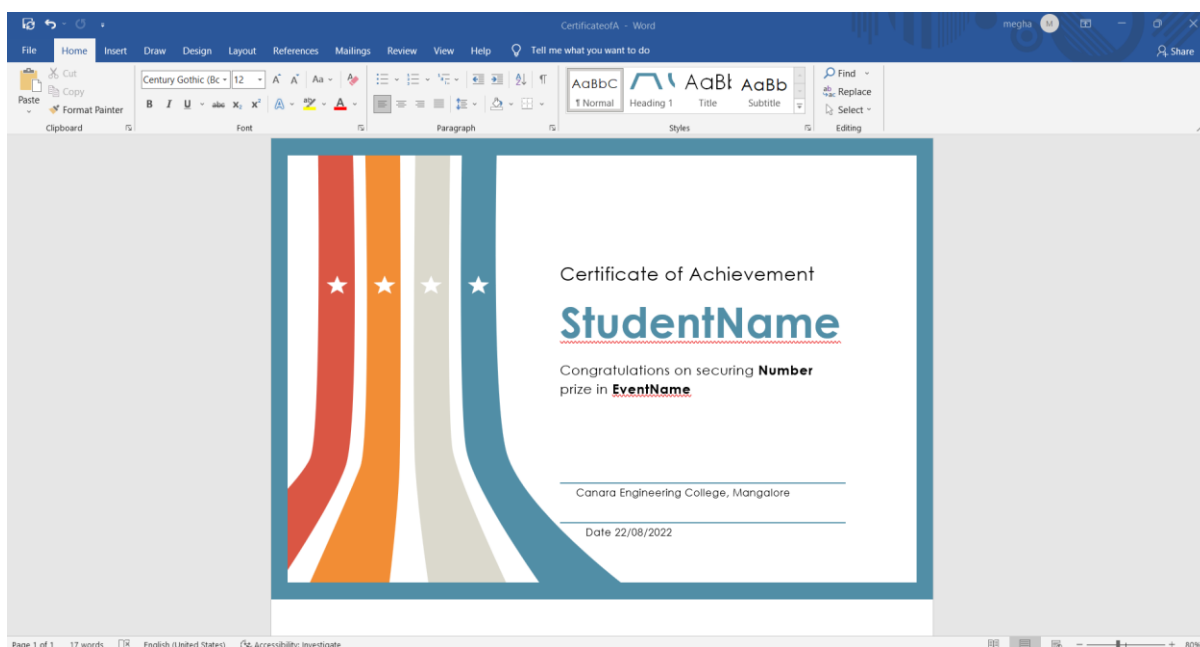 CertificateofA - Word
megha M
File Home Insert Draw Design Layout References Mailings Review View Help Tell me what you want to do
Share
Paste
Cut
Copy
Format Painter
Clipboard
Century Gothic (Bc 12
Font
Paragraph
AaBbC AaBb AaBb
¶ Normal Heading 1 Title Subtitle
Styles
Find
Replace
Select
Editing
Certificate of Achievement
StudentName
Congratulations on securing Number
prize in EventName
Canara Engineering College, Mangalore
Date 22/08/2022
Page 1 of 1 17 words English (United States) Accessibility: Investigate
80%